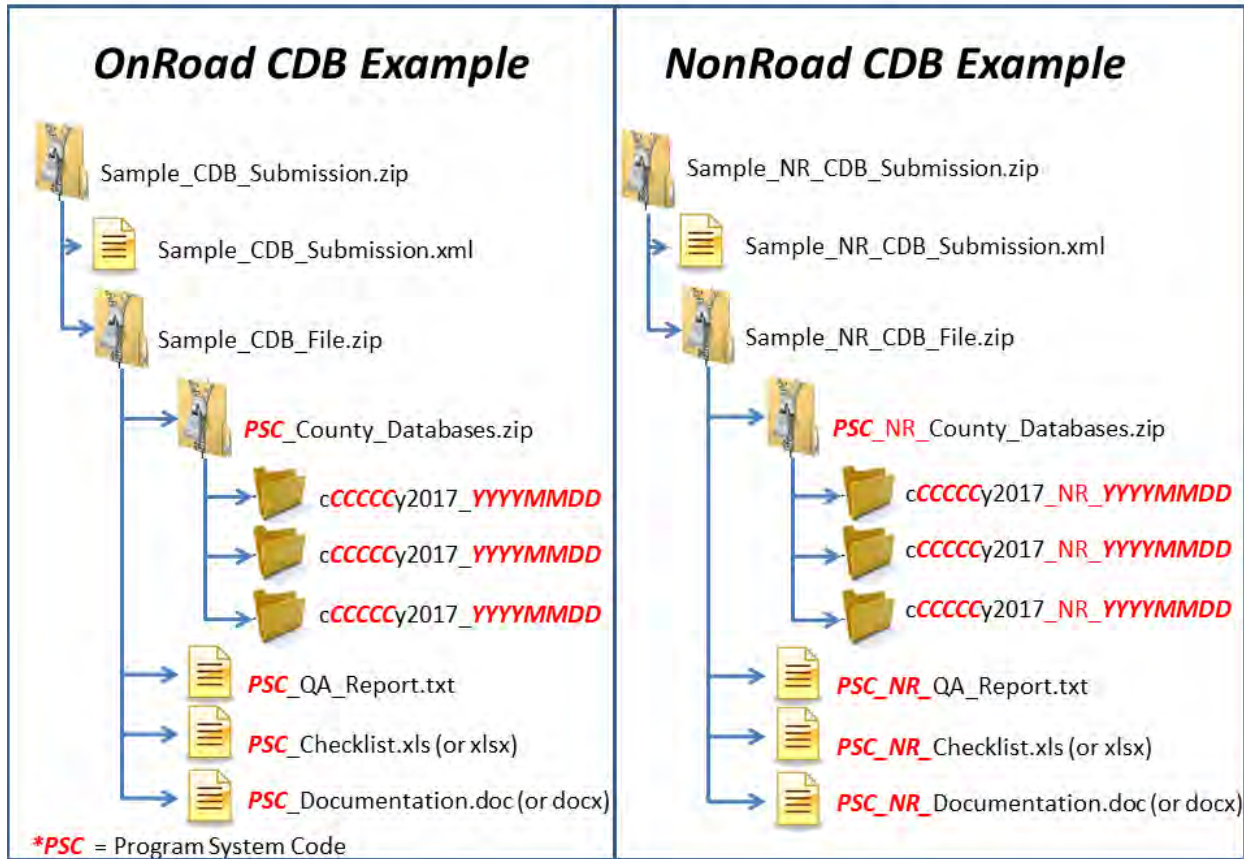 OnRoad CDB Example
Sample_CDB_Submission.zip
Sample_CDB_Submission.xml
Sample_CDB_File.zip
PSC_County_Databases.zip
cCCCCCy2017_YYYYMMDD
cCCCCCy2017_YYYYMMDD
cCCCCCy2017_YYYYMMDD
PSC_QA_Report.txt
PSC_Checklist.xls (or xlsx)
PSC_Documentation.doc (or docx)
*PSC = Program System Code
NonRoad CDB Example
Sample_NR_CDB_Submission.zip
Sample_NR_CDB_Submission.xml
Sample_NR_CDB_File.zip
PSC_NR_County_Databases.zip
cCCCCCy2017_NR_YYYYMMDD
cCCCCCy2017_NR_YYYYMMDD
cCCCCCy2017_NR_YYYYMMDD
PSC_NR_QA_Report.txt
PSC_NR_Checklist.xls (or xlsx)
PSC_NR_Documentation.doc (or docx)